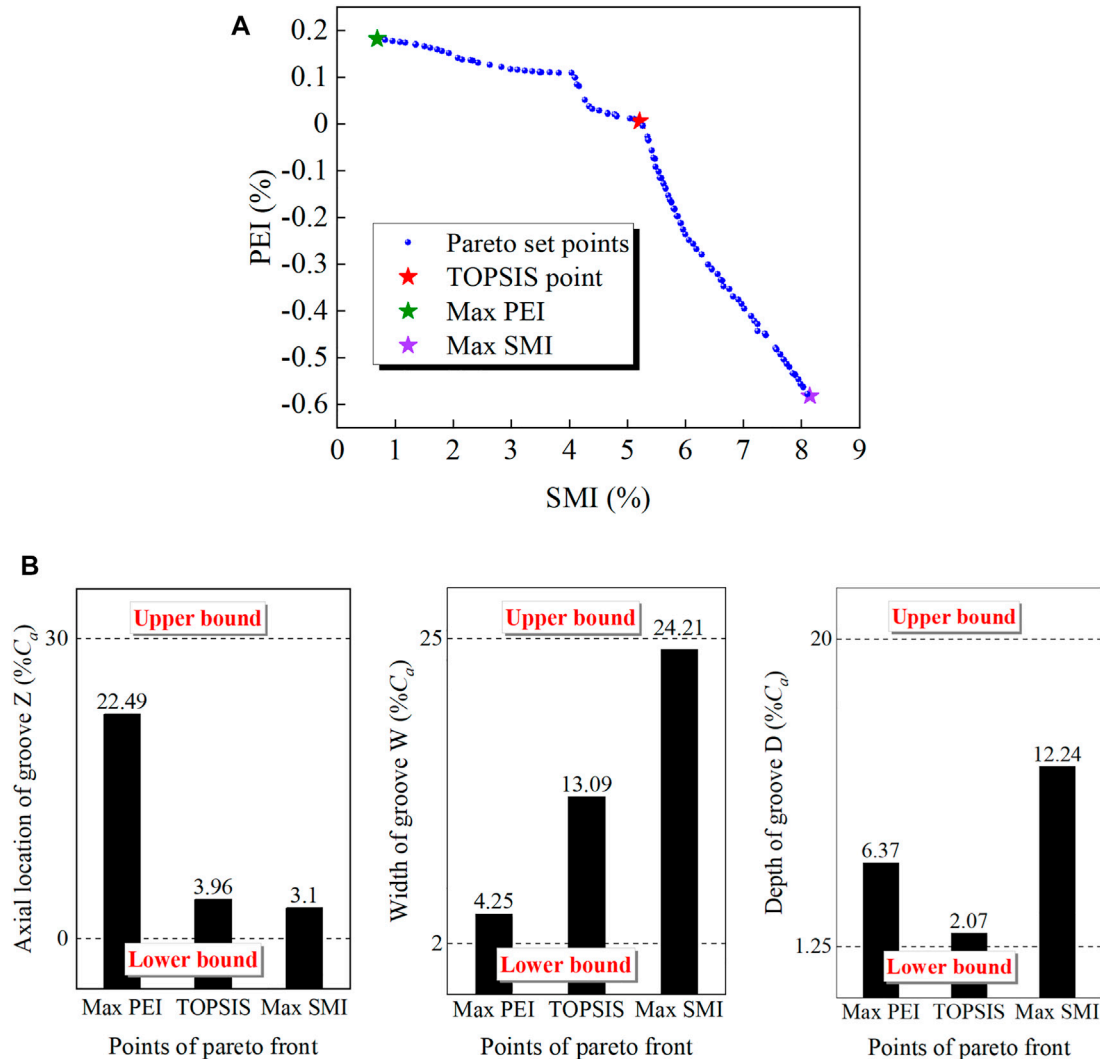 A
PEI (%)
0.2
0.1
0
-0.1
-0.2
-0.3
-0.4
-0.5
-0.6
Pareto set points
TOPSIS point
Max PEI
Max SMI
0 1 2 3 4 5 6 7 8 9
SMI (%)
B
Axial location of groove Z (%Ca)
30
0
Upper bound
22.49
3.96
3.1
Lower bound
Max PEI TOPSIS Max SMI
Points of pareto front
Width of groove W (%Ca)
25
2
Upper bound
4.25
13.09
24.21
Lower bound
Max PEI TOPSIS Max SMI
Points of pareto front
Depth of groove D (%Ca)
20
1.25
Upper bound
6.37
2.07
12.24
Lower bound
Max PEI TOPSIS Max SMI
Points of pareto front